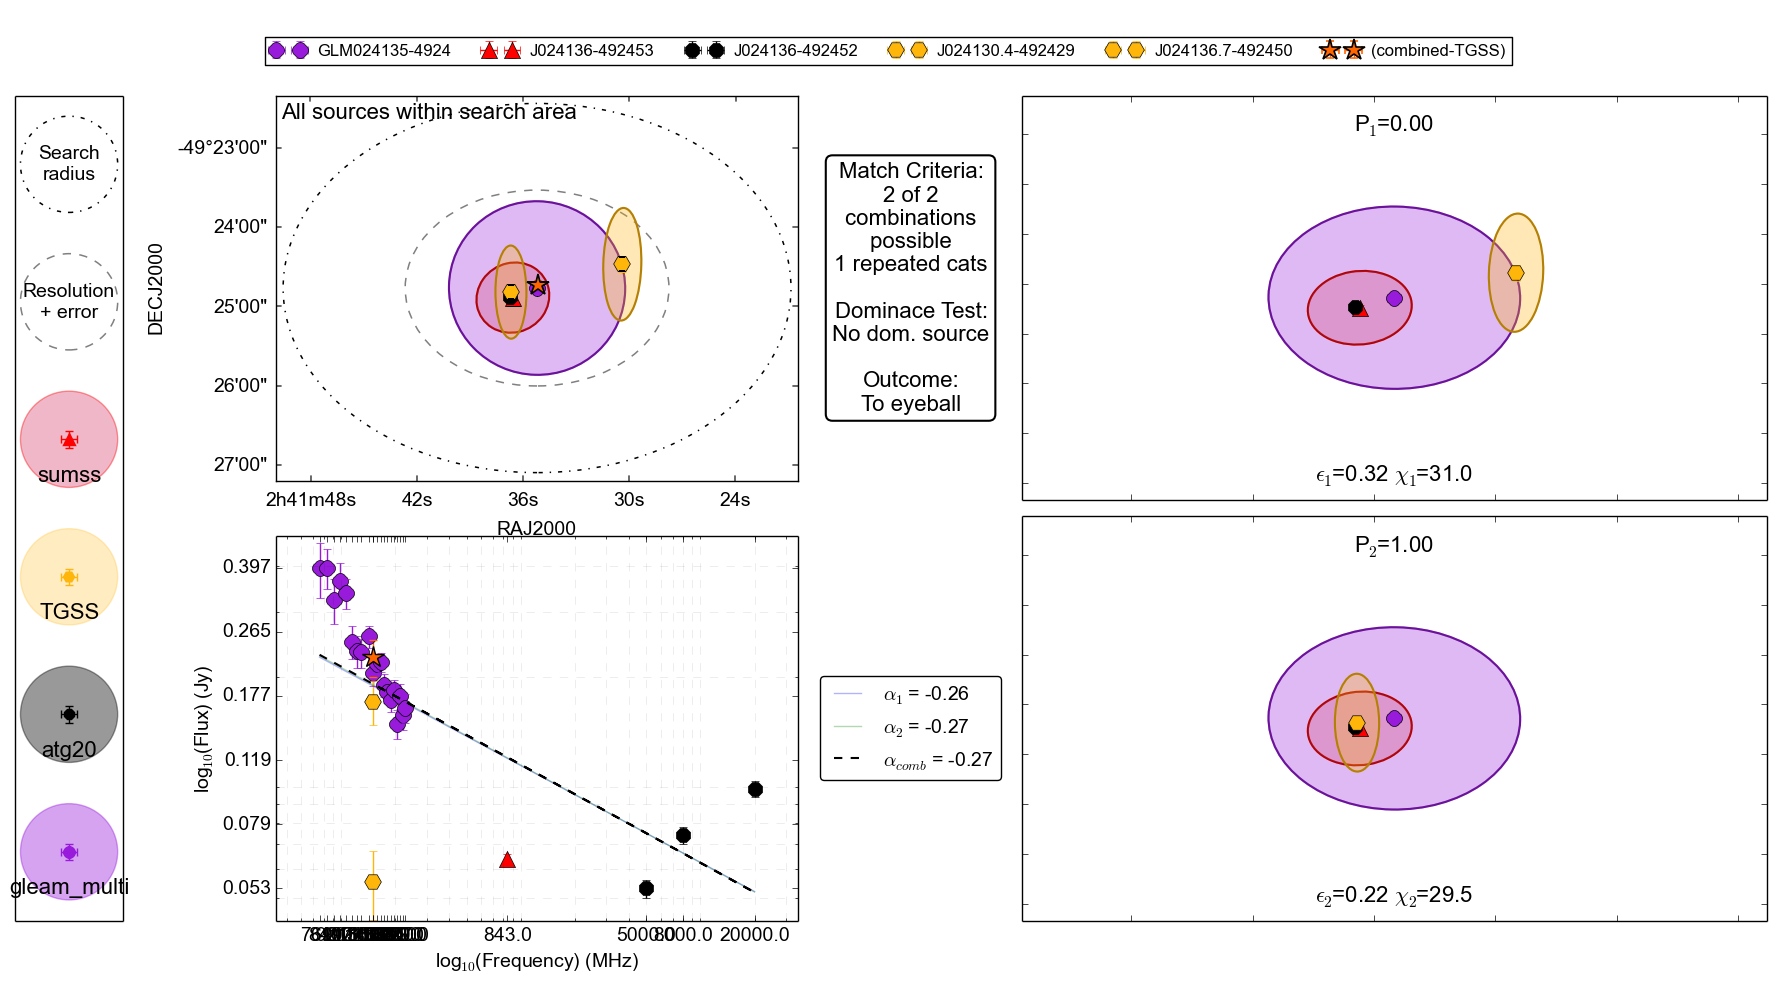 GLM024135-4924 J024136-492453 J024136-492452 J024130.4-492429 J024136.7-492450 (combined-TGSS)
Search
radius
Resolution
+ error
sumss
TGSS
atg20
gleam_multi
All sources within search area
DECJ2000
-49°23'00"
24'00"
25'00"
26'00"
27'00"
2h41m48s 42s 36s 30s 24s
RAJ2000
Match Criteria:
2 of 2
combinations
possible
1 repeated cats
Dominace Test:
No dom. source
Outcome:
To eyeball
P1=0.00
ϵ1=0.32 χ1=31.0
log10(Flux) (Jy)
0.397
0.265
0.177
0.119
0.079
0.053
843.0 5000.0 8000.0 20000.0
log10(Frequency) (MHz)
α1 = -0.26
α2 = -0.27
αcomb = -0.27
P2=1.00
ϵ2=0.22 χ2=29.5